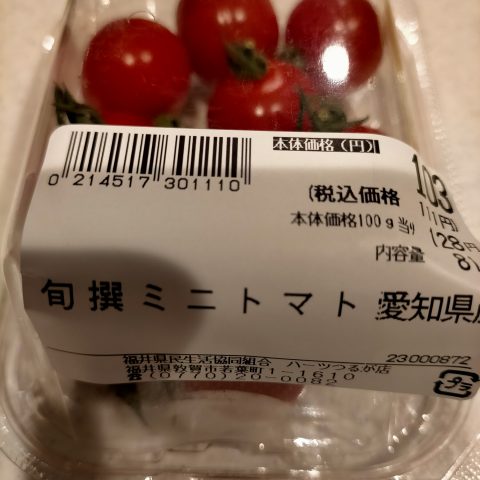 本体価格(円)
0 214517 301110
103
(税込価格
111円)
本体価格100g当り
(128円
内容量
81
旬撰ミニトマト 愛知県産
福井県民生活協同組合 ハーツつるが店
23000872
福井県敦賀市若葉町1-1610
☎(0770)20-0082
プラ